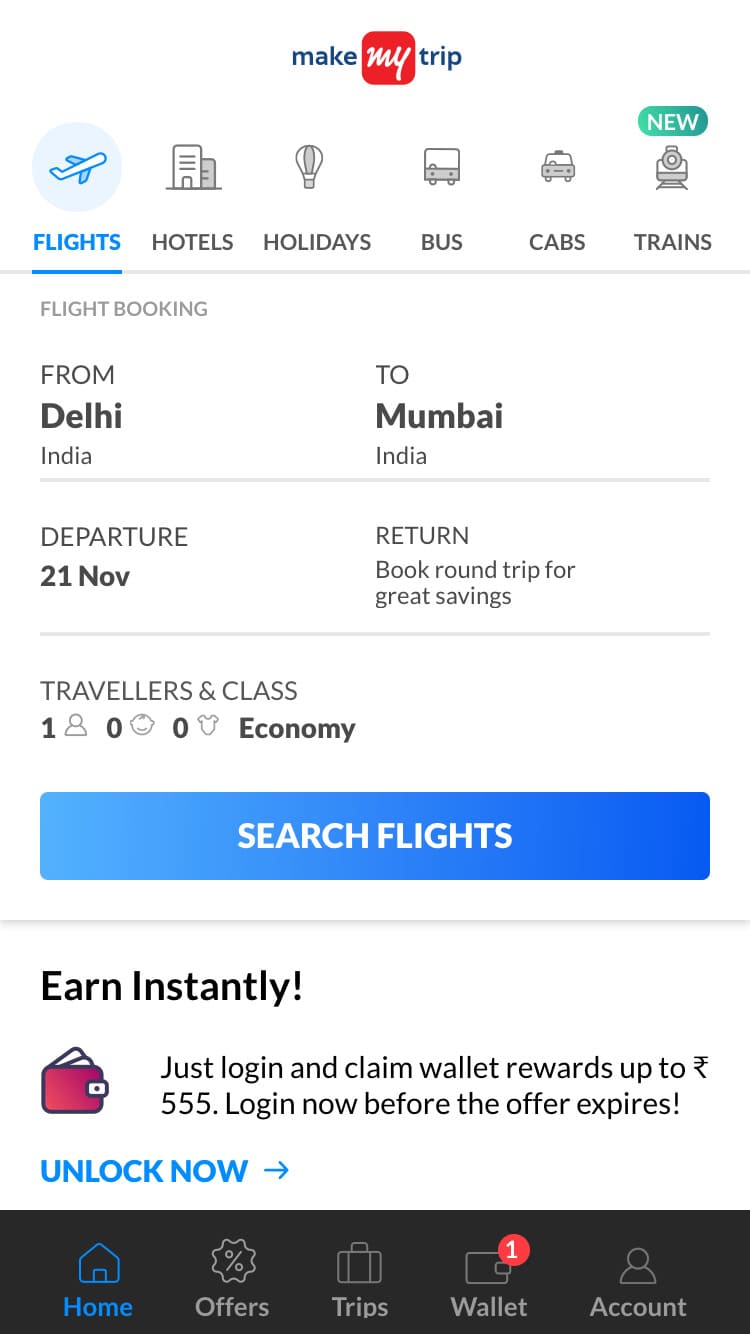 make my trip
NEW
FLIGHTS HOTELS HOLIDAYS BUS CABS TRAINS
FLIGHT BOOKING
FROM
Delhi
India
TO
Mumbai
India
DEPARTURE
21 Nov
RETURN
Book round trip for
great savings
TRAVELLERS & CLASS
1 0 0 Economy
SEARCH FLIGHTS
Earn Instantly!
Just login and claim wallet rewards up to ₹
555. Login now before the offer expires!
UNLOCK NOW →
1
Home Offers Trips Wallet Account